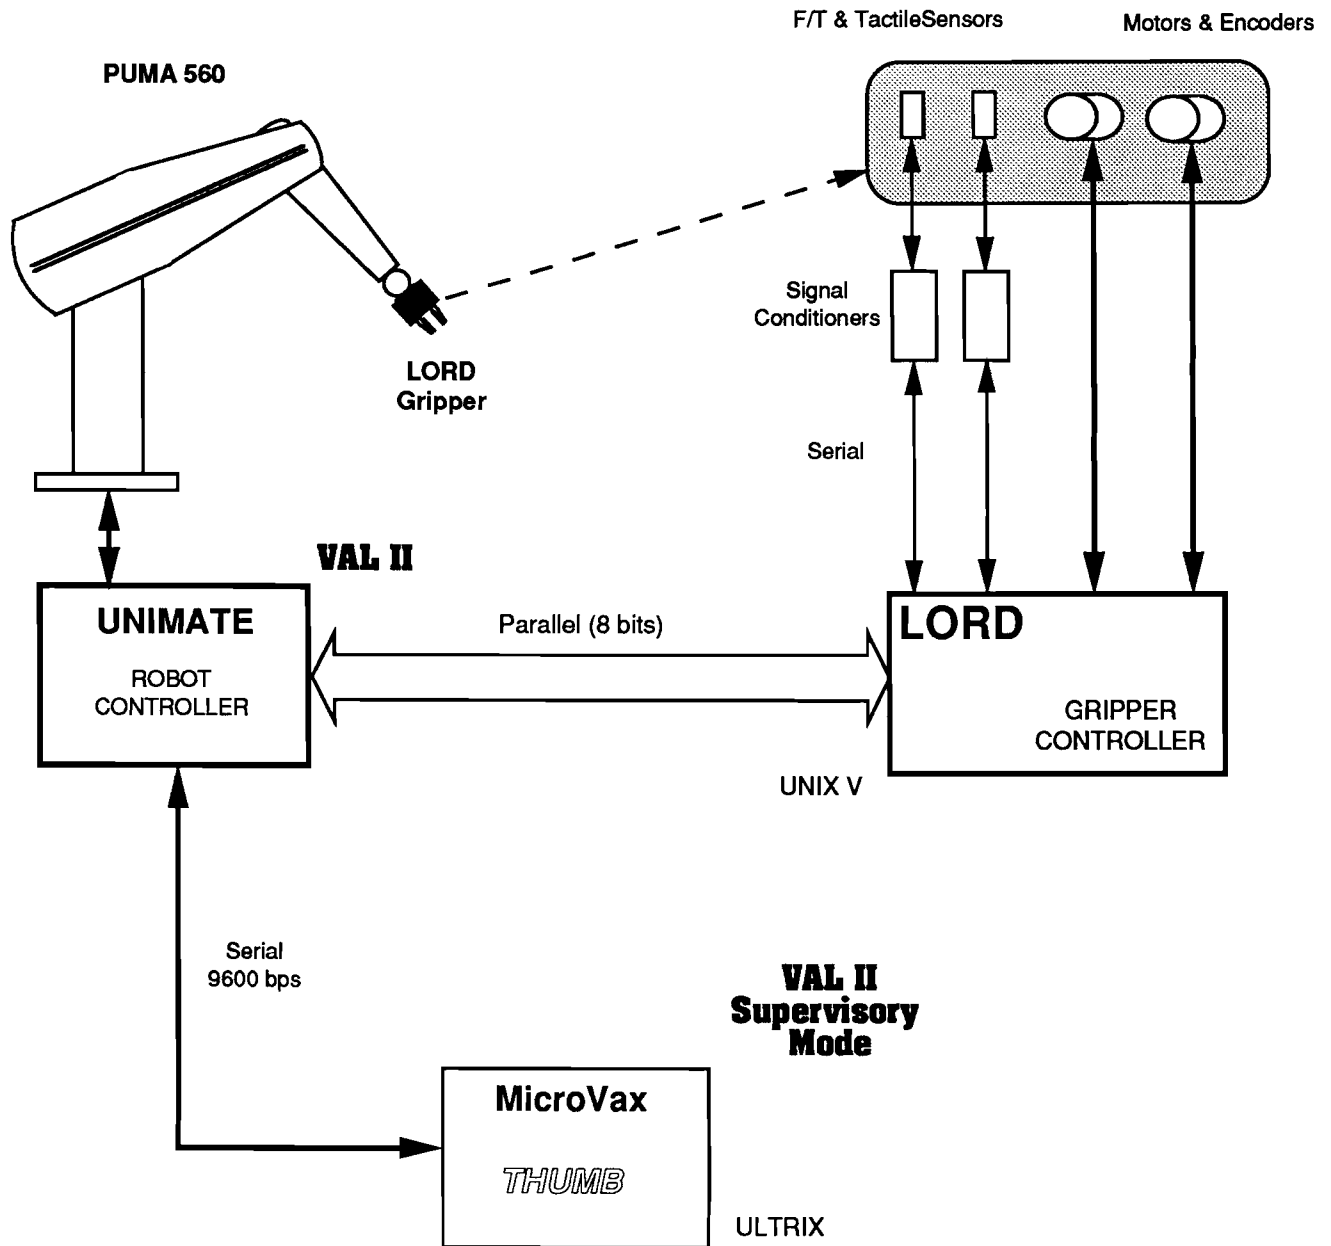 F/T & TactileSensors
Motors & Encoders
PUMA 560
Signal
Conditioners
LORD
Gripper
Serial
VAL II
UNIMATE
ROBOT
CONTROLLER
Parallel (8 bits)
LORD
GRIPPER
CONTROLLER
UNIX V
Serial
9600 bps
VAL II
Supervisory
Mode
MicroVax
THUMB
ULTRIX